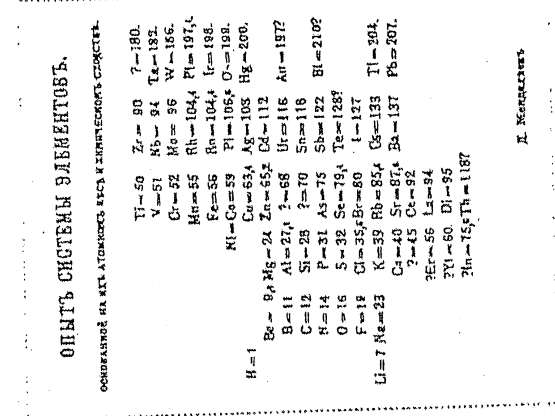 ОПЫТЪ СИСТЕМЫ ЭЛЕМЕНТОВЪ.
ОСНОВАННОЙ НА ИХЪ АТОМНОМЪ ВѢСѢ И ХИМИЧЕСКОМЪ СХОДСТВѢ.
Ti=50 Zr=90 ?=180.
V=51 Nb=94 Ta=182.
Cr=52 Mo=96 W=186.
Mn=55 Rh=104,4 Pt=197,4
Fe=56 Rn=104,4 Ir=198.
Ni=Co=59 Pl=106,6 O=199.
H=1 Cu=63,4 Ag=108 Hg=200.
Be=9,4 Mg=24 Zn=65,2 Cd=112
B=11 Al=27,4 ?=68 Ur=116 Au=197?
C=12 Si=28 ?=70 Sn=118
N=14 P=31 As=75 Sb=122 Bi=210?
O=16 S=32 Se=79,4 Te=128?
F=19 Cl=35,5 Br=80 I=127
Li=7 Na=23 K=39 Rb=85,4 Cs=133 Tl=204.
Ca=40 Sr=87,6 Ba=137 Pb=207.
?=45 Ce=92
?Er=56 La=94
?Yt=60 Di=95
?In=75,6 Th=118?
Д. Менделѣевъ